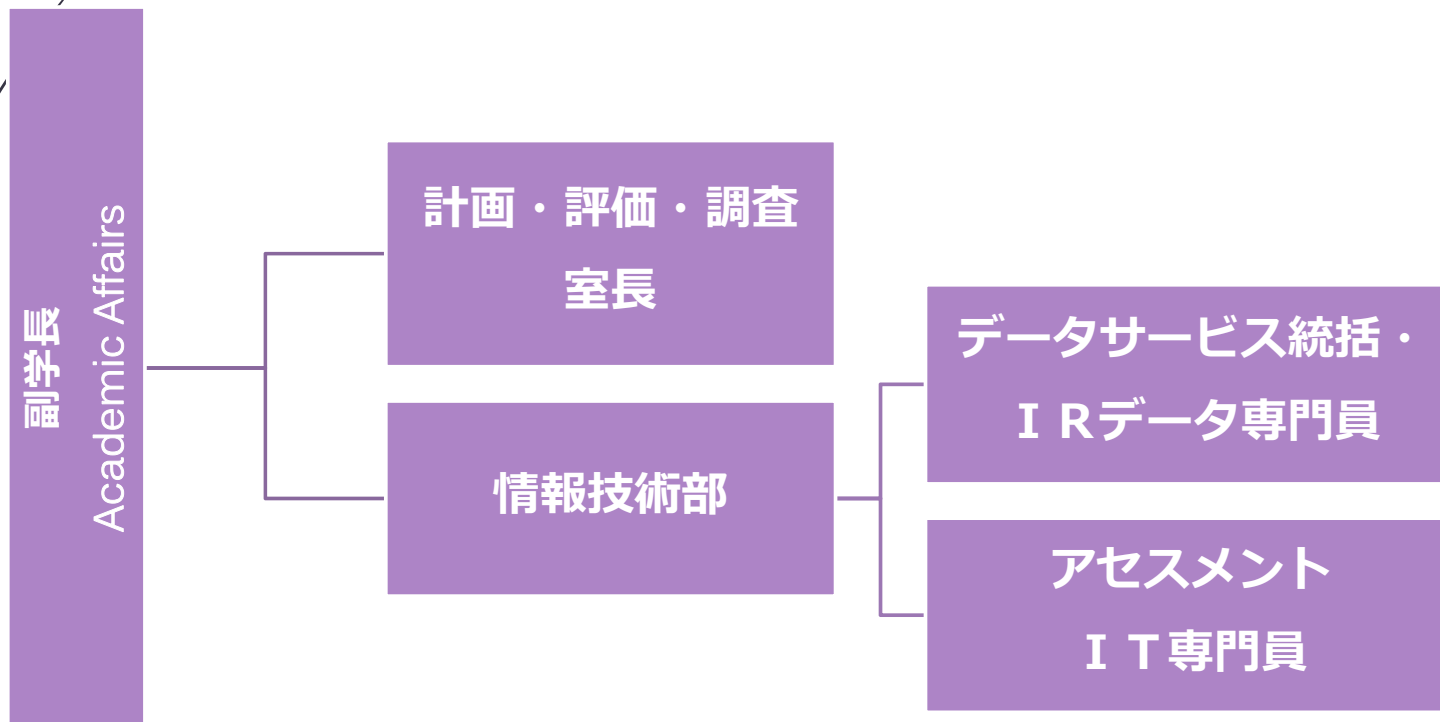 副学長
Academic Affairs
計画・評価・調査
室長
情報技術部
データサービス統括・
ＩＲデータ専門員
アセスメント
ＩＴ専門員